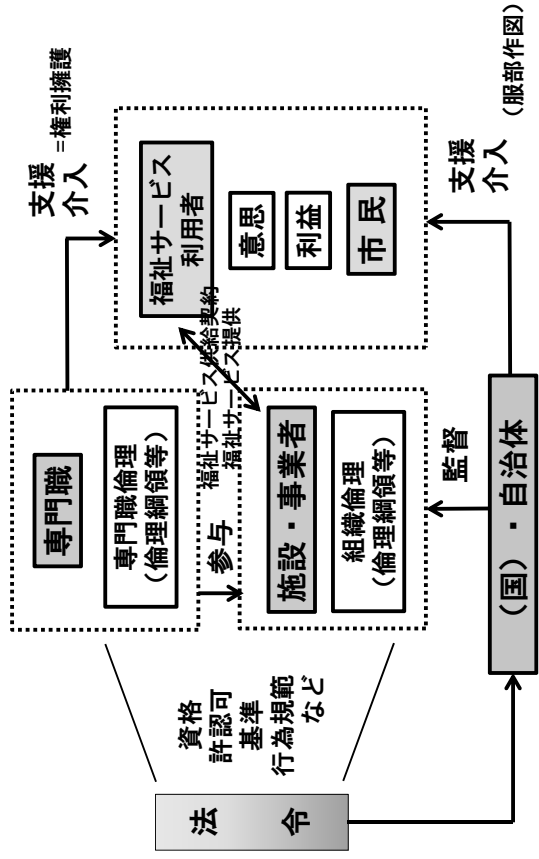 法　令
資格
許認可
基準
行為規範
など
専門職
専門職倫理
（倫理綱領等）
参与
施設・事業者
組織倫理
（倫理綱領等）
監督
（国）・自治体
支援
介入
=権利擁護
福祉サービス供給契約
福祉サービス提供
福祉サービス
利用者
意思
利益
市 民
支援
介入
（服部作図）